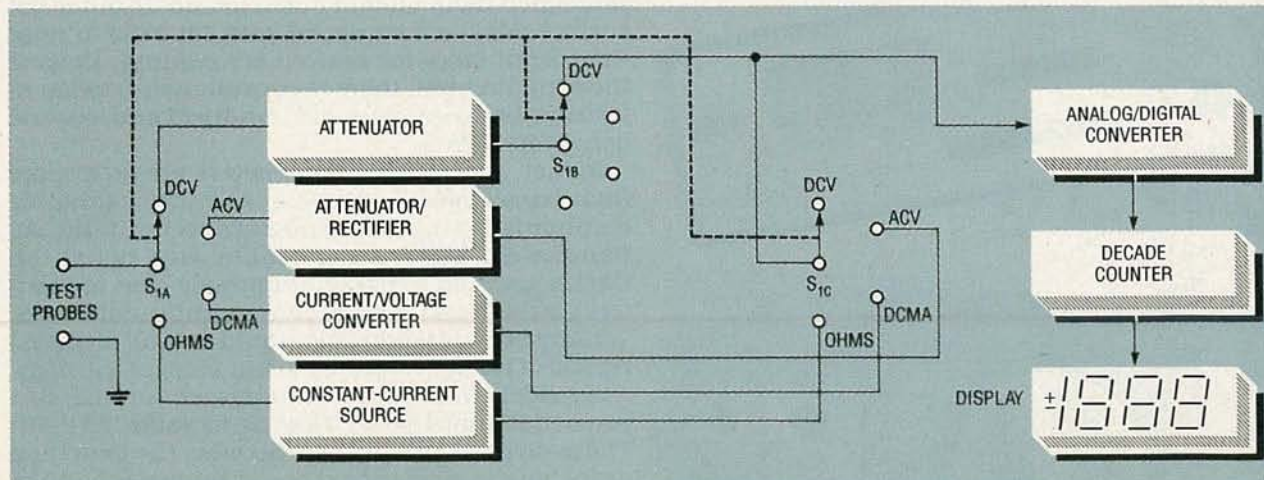 DCV
ATTENUATOR
S1B
ATTENUATOR/
RECTIFIER
DCV
ACV
TEST
PROBES
S1A
CURRENT/VOLTAGE
CONVERTER
DCMA
OHMS
CONSTANT-CURRENT
SOURCE
DCV
ACV
S1C
DCMA
OHMS
ANALOG/DIGITAL
CONVERTER
DECADE
COUNTER
DISPLAY
±1888